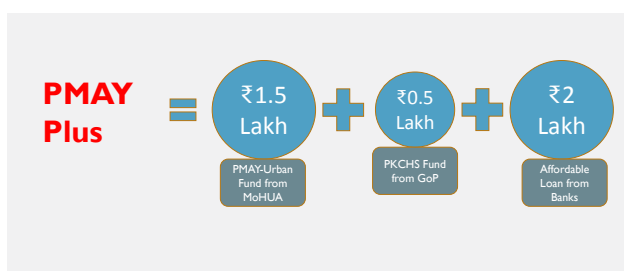 PMAY
Plus
=
₹1.5
Lakh
+
₹0.5
Lakh
+
₹2
Lakh
PMAY-Urban
Fund from
MoHUA
PKCHS Fund
from GoP
Affordable
Loan from
Banks